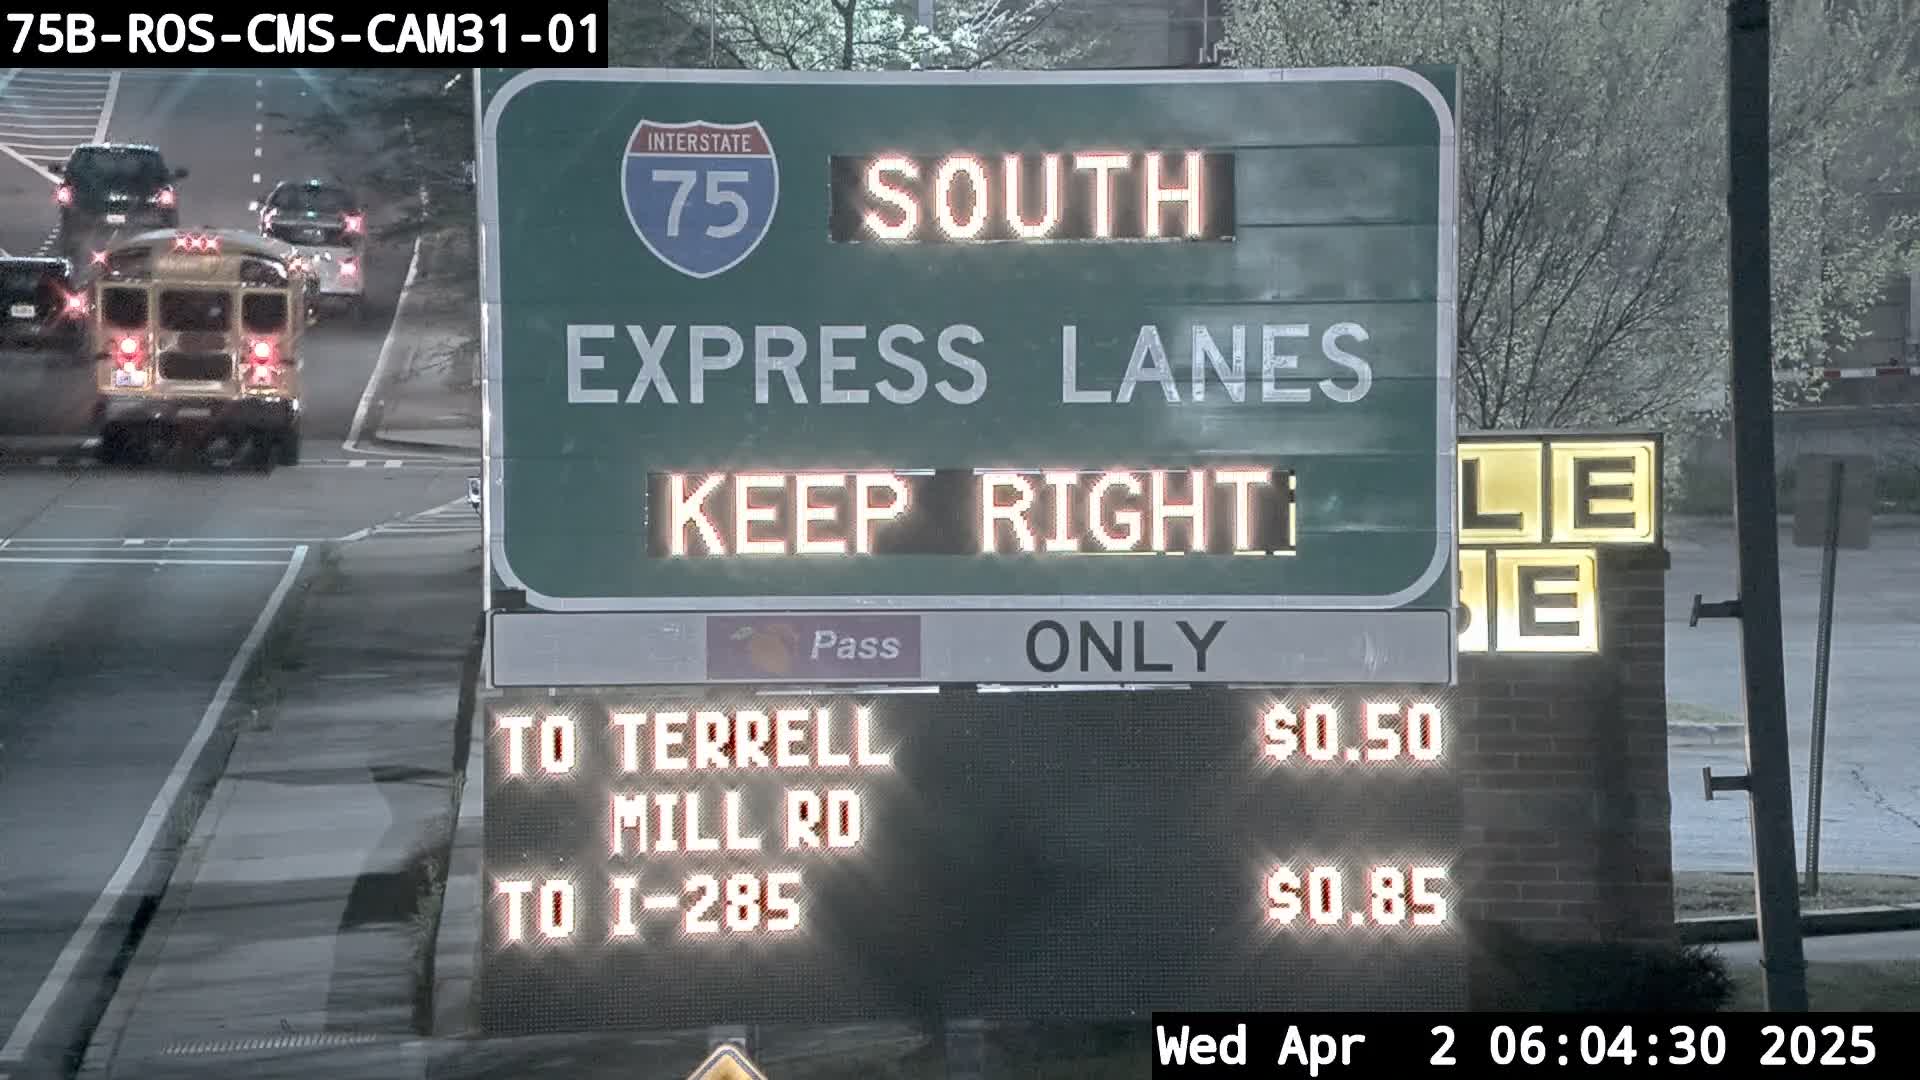 75B-ROS-CMS-CAM31-01
INTERSTATE
75
SOUTH
EXPRESS LANES
KEEP RIGHT
LE
E
Pass ONLY
TO TERRELL $0.50
MILL RD
TO I-285 $0.85
Wed Apr 2 06:04:30 2025